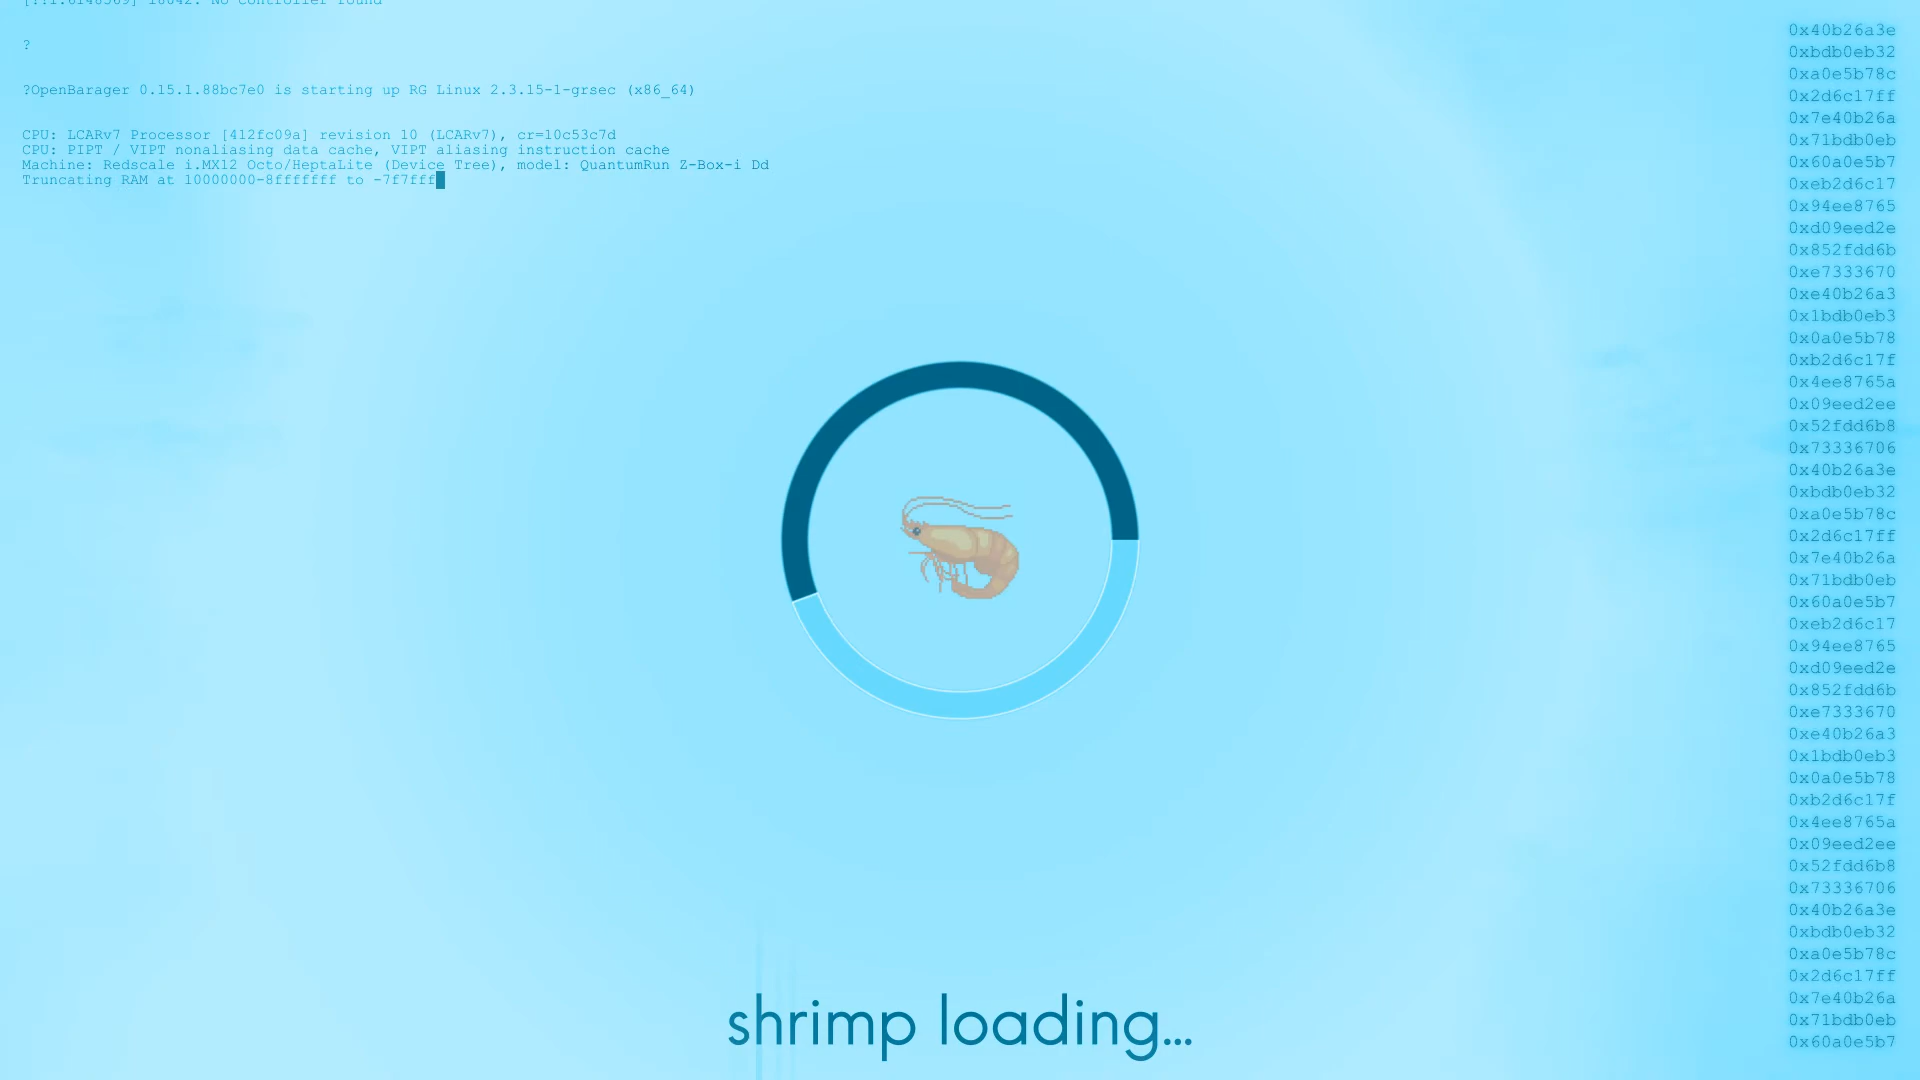 ?
?OpenBarager 0.15.1.88bc7e0 is starting up RG Linux 2.3.15-1-grsec (x86_64)
CPU: LCARv7 Processor [412fc09a] revision 10 (LCARv7), cr=10c53c7d
CPU: PIPT / VIPT nonaliasing data cache, VIPT aliasing instruction cache
Machine: Redscale i.MX12 Octo/HeptaLite (Device Tree), model: QuantumRun Z-Box-i Dd
Truncating RAM at 10000000-8fffffff to -7f7fff
0x40b26a3e
0xbdb0eb32
0xa0e5b78c
0x2d6c17ff
0x7e40b26a
0x71bdb0eb
0x60a0e5b7
0xeb2d6c17
0x94ee8765
0xd09eed2e
0x852fdd6b
0xe7333670
0xe40b26a3
0x1bdb0eb3
0x0a0e5b78
0xb2d6c17f
0x4ee8765a
0x09eed2ee
0x52fdd6b8
0x73336706
0x40b26a3e
0xbdb0eb32
0xa0e5b78c
0x2d6c17ff
0x7e40b26a
0x71bdb0eb
0x60a0e5b7
0xeb2d6c17
0x94ee8765
0xd09eed2e
0x852fdd6b
0xe7333670
0xe40b26a3
0x1bdb0eb3
0x0a0e5b78
0xb2d6c17f
0x4ee8765a
0x09eed2ee
0x52fdd6b8
0x73336706
0x40b26a3e
0xbdb0eb32
0xa0e5b78c
0x2d6c17ff
0x7e40b26a
0x71bdb0eb
0x60a0e5b7
shrimp loading...